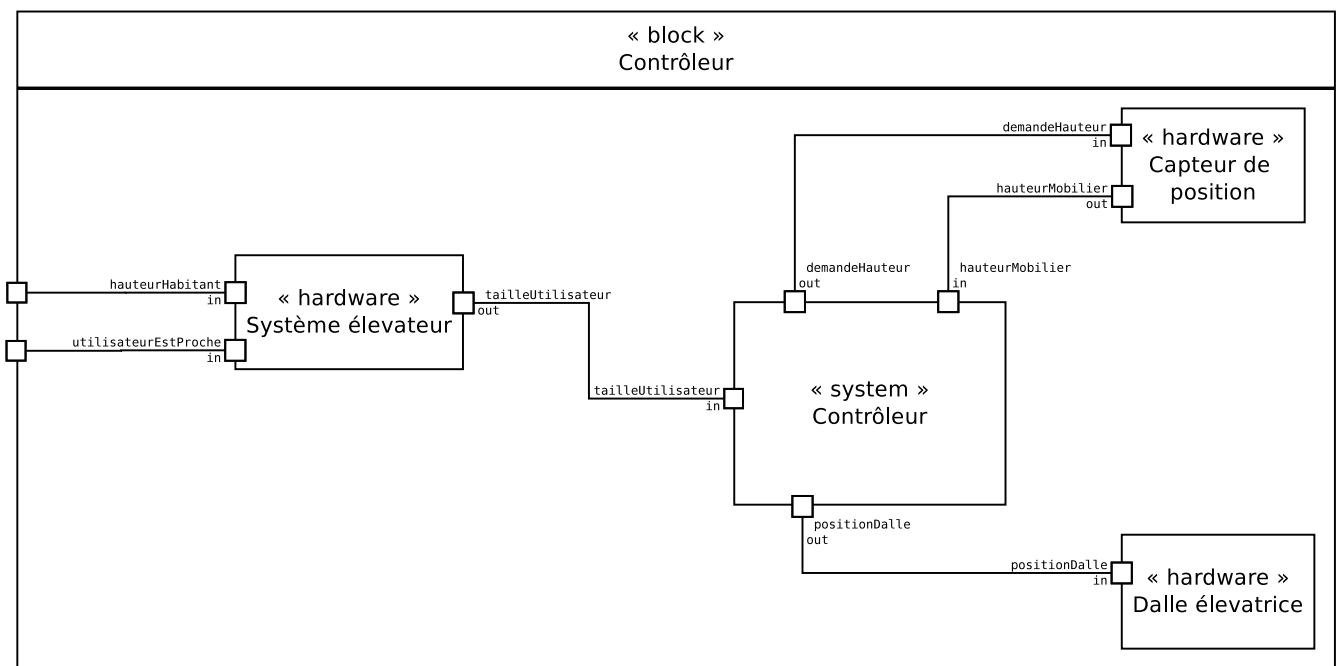 « block »
Contrôleur
demandeHauteur
in
« hardware »
Capteur de
position
hauteurMobilier
out
demandeHauteur
out
hauteurMobilier
in
hauteurHabitant
in
utilisateurEstProche
in
« hardware »
Système élevateur
tailleUtilisateur
out
tailleUtilisateur
in
« system »
Contrôleur
positionDalle
out
positionDalle
in
« hardware »
Dalle élevatrice